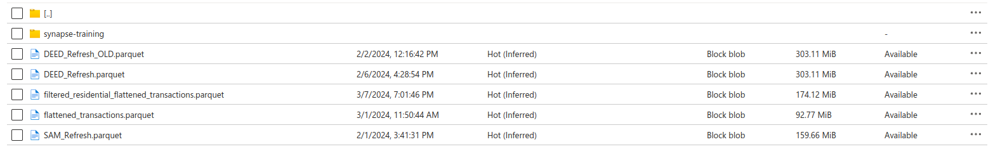 [..]
synapse-training -
DEED_Refresh_OLD.parquet 2/2/2024, 12:16:42 PM Hot (Inferred) Block blob 303.11 MiB Available
DEED_Refresh.parquet 2/6/2024, 4:28:54 PM Hot (Inferred) Block blob 303.11 MiB Available
filtered_residential_flattened_transactions.parquet 3/7/2024, 7:01:46 PM Hot (Inferred) Block blob 174.12 MiB Available
flattened_transactions.parquet 3/1/2024, 11:50:44 AM Hot (Inferred) Block blob 92.77 MiB Available
SAM_Refresh.parquet 2/1/2024, 3:41:31 PM Hot (Inferred) Block blob 159.66 MiB Available